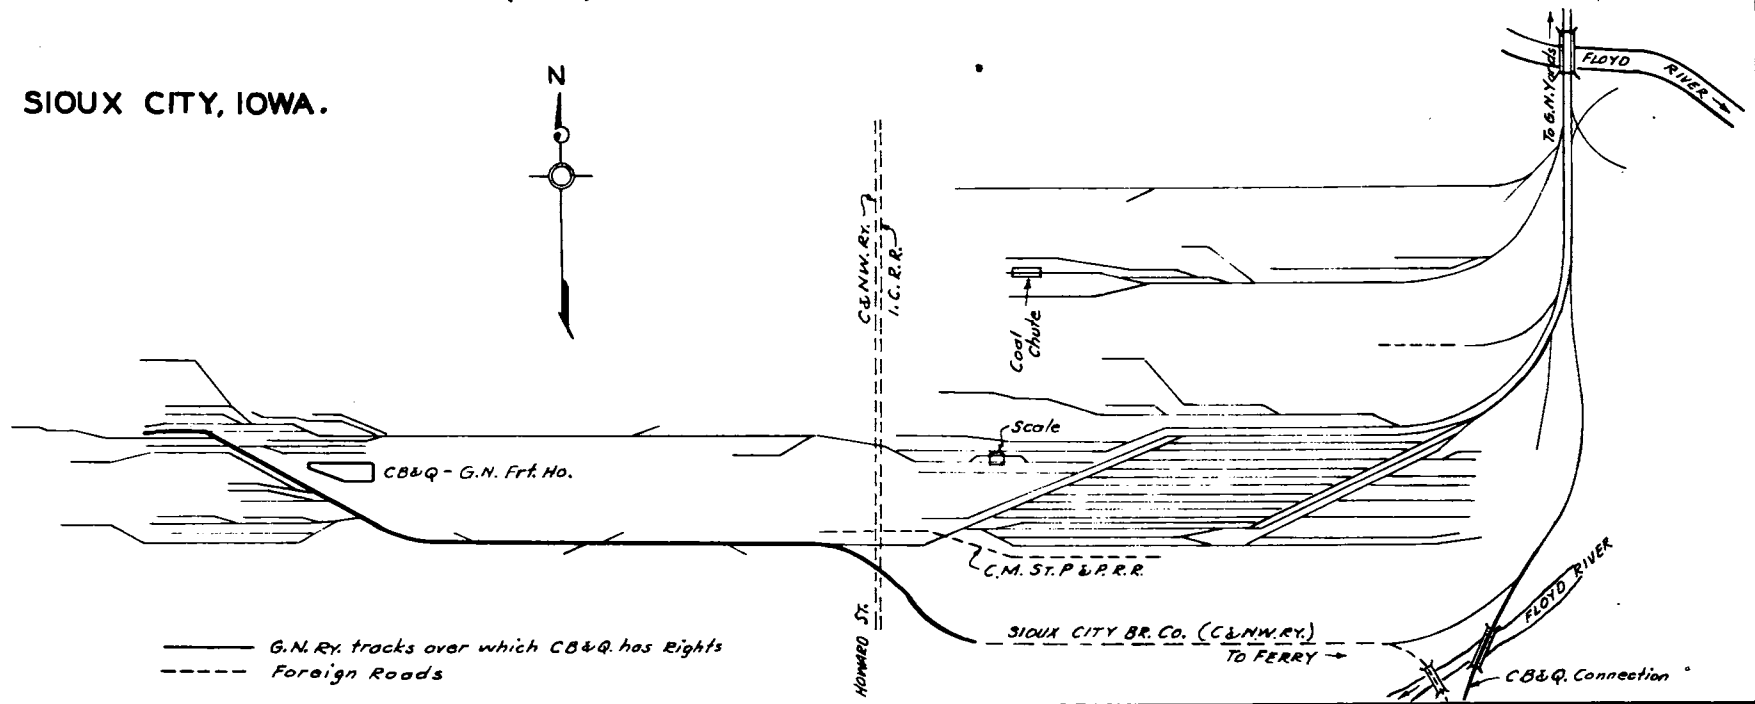 SIOUX CITY, IOWA.
N
To G.N. Yards
FLOYD
RIVER
C&NW. RY.
I. C. R. R.
Coal
Chute
Scale
CB&Q - G.N. Frt. Ho.
C.M. ST. P & P. R. R.
FLOYD RIVER
HOWARD ST.
SIOUX CITY BR. CO. (C&N.W. RY.)
TO FERRY
G.N. RY. tracks over which CB&Q. has Rights
Foreign Roads
CB&Q. Connection